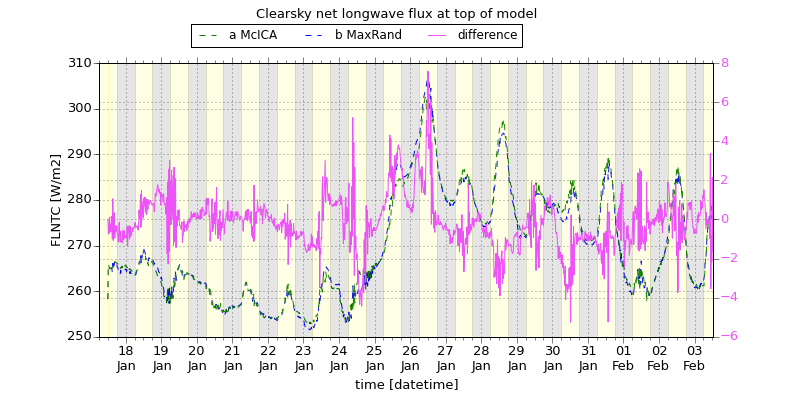 Clearsky net longwave flux at top of model
a McICA b MaxRand difference
310
300
290
280
270
260
250
FLNTC [W/m2]
8
6
4
2
0
−2
−4
−6
18 19 20 21 22 23 24 25 26 27 28 29 30 31 01 02 03
Jan Jan Jan Jan Jan Jan Jan Jan Jan Jan Jan Jan Jan Jan Feb Feb Feb
time [datetime]